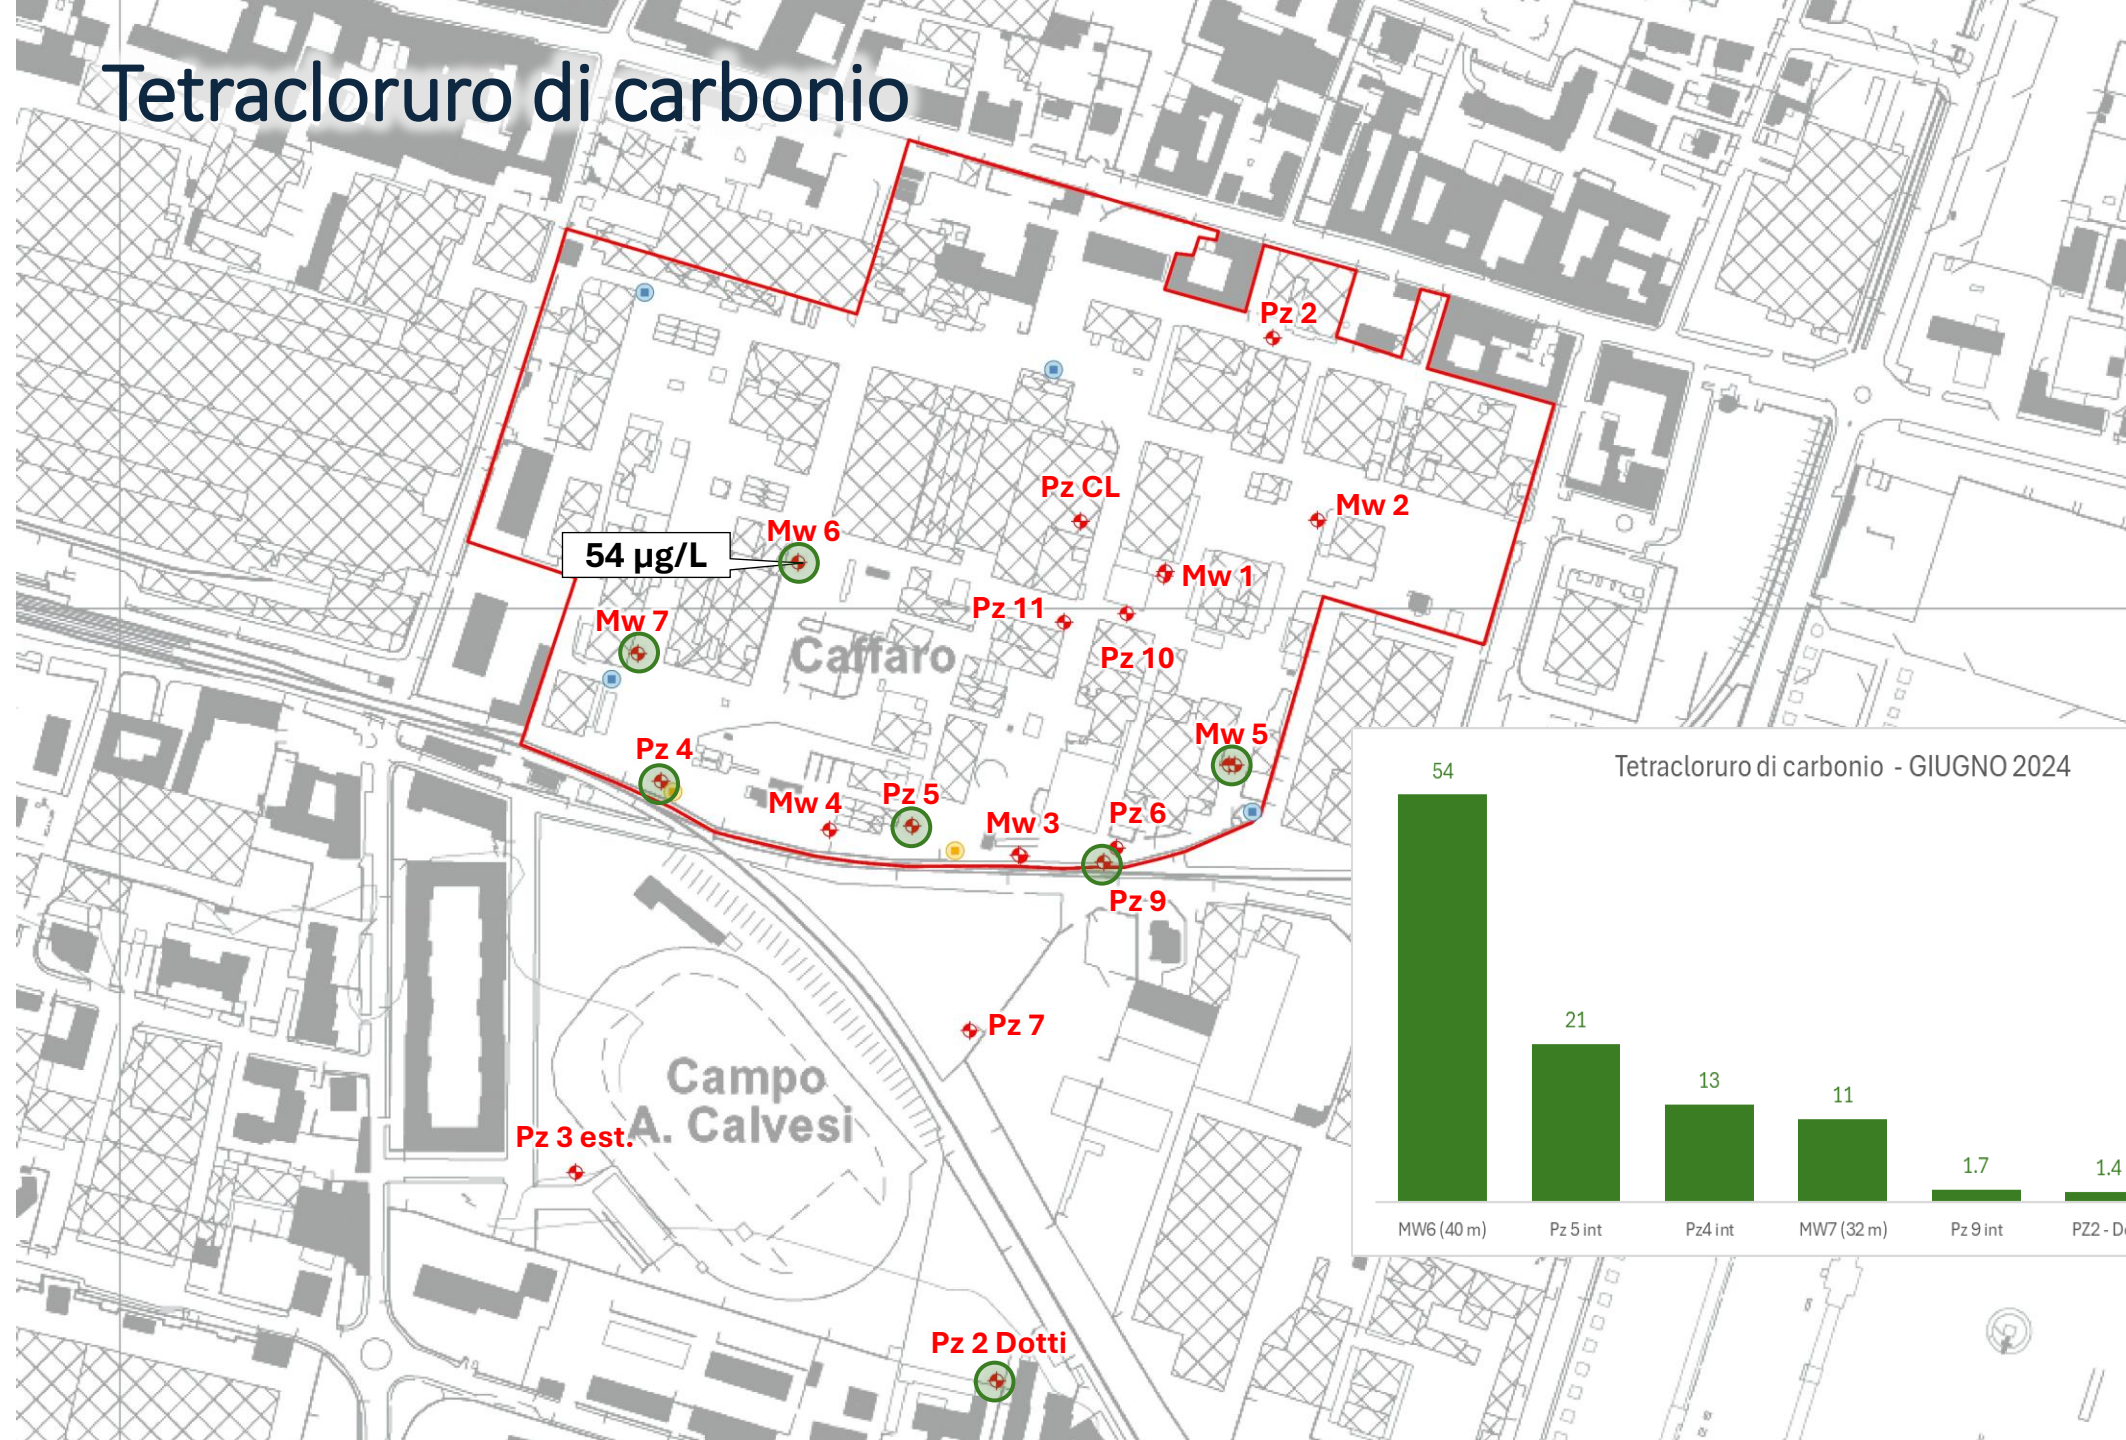 Tetracloruro di carbonio
Pz 2
Pz CL
Mw 2
Mw 6
54 µg/L
Mw 1
Pz 11
Mw 7
Caffaro
Pz 10
Mw 5
Pz 4
Mw 4
Pz 5
Mw 3
Pz 6
Pz 9
Pz 7
Campo
A. Calvesi
Pz 3 est.
Pz 2 Dotti
Tetracloruro di carbonio - GIUGNO 2024
54
21
13
11
1.7
1.4
MW6 (40 m)
Pz 5 int
Pz4 int
MW7 (32 m)
Pz 9 int
PZ2 -